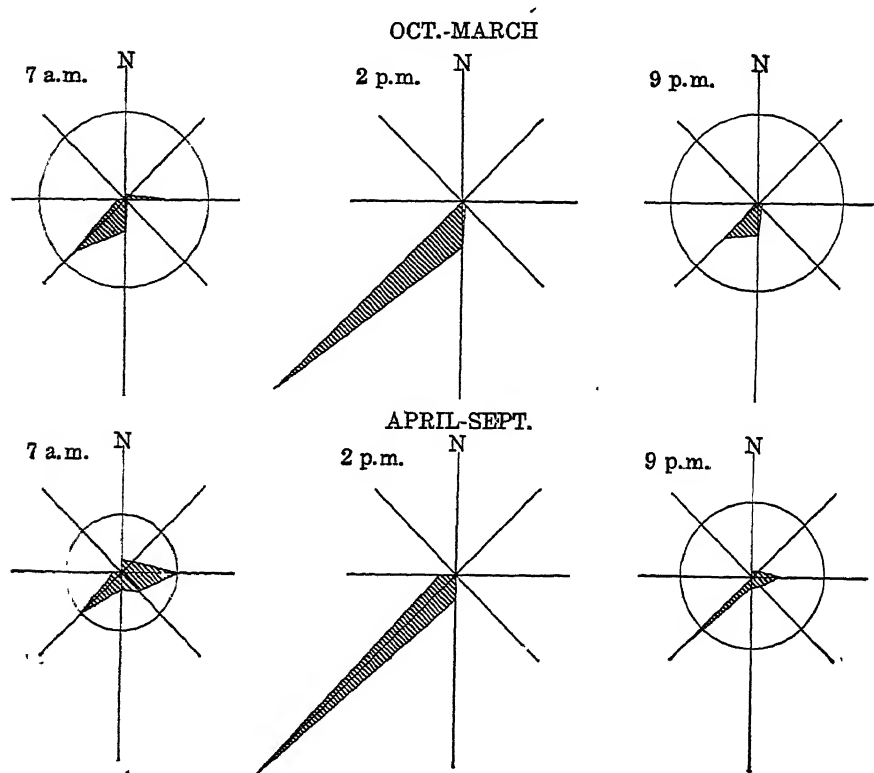 OCT.-MARCH
7 a.m. N 2 p.m. N 9 p.m. N
APRIL-SEPT.
7 a.m. N 2 p.m. N 9 p.m. N